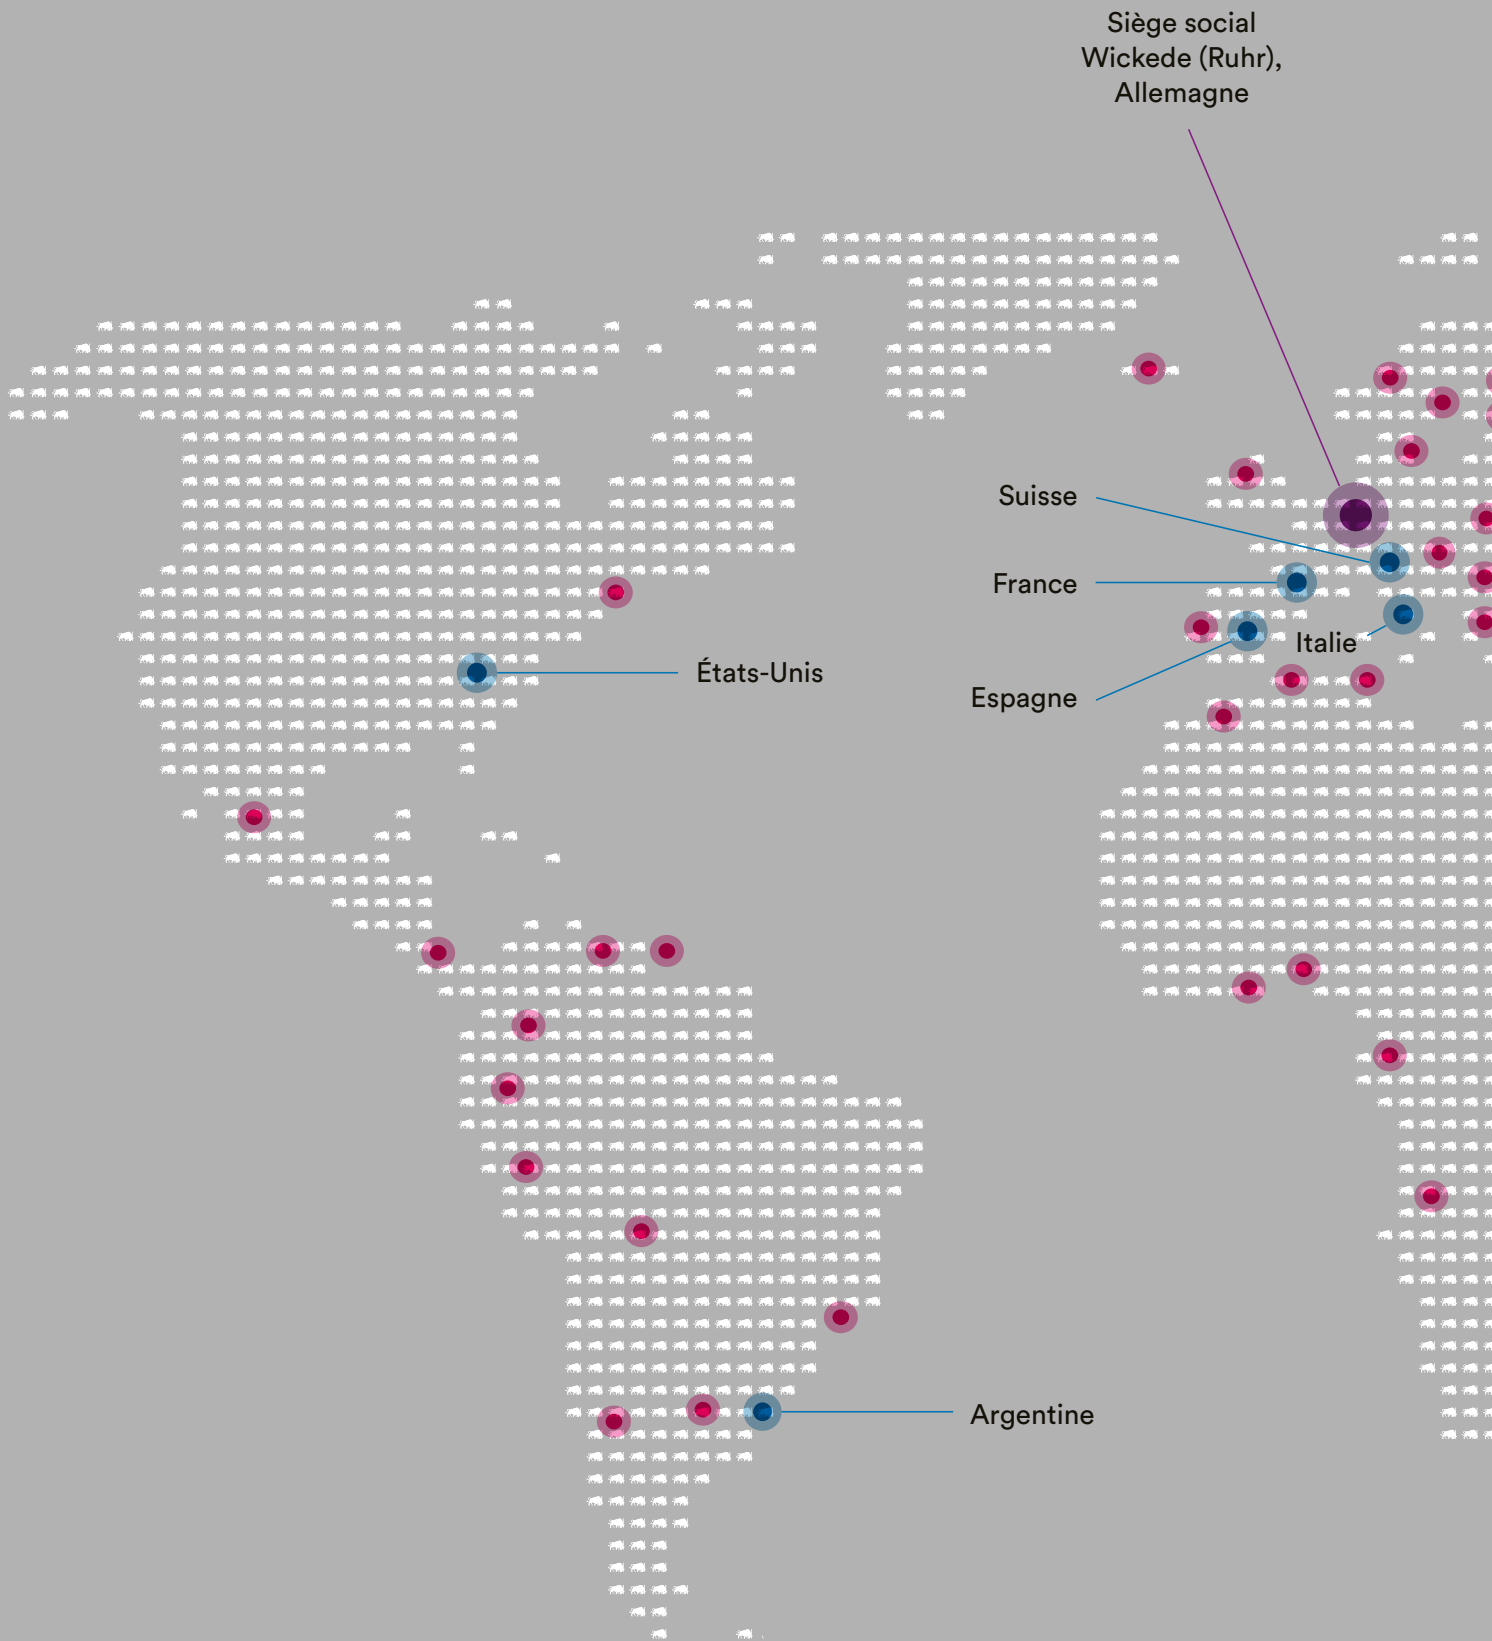 Siège social
Wickede (Ruhr),
Allemagne
Suisse
France
Italie
États-Unis
Espagne
Argentine